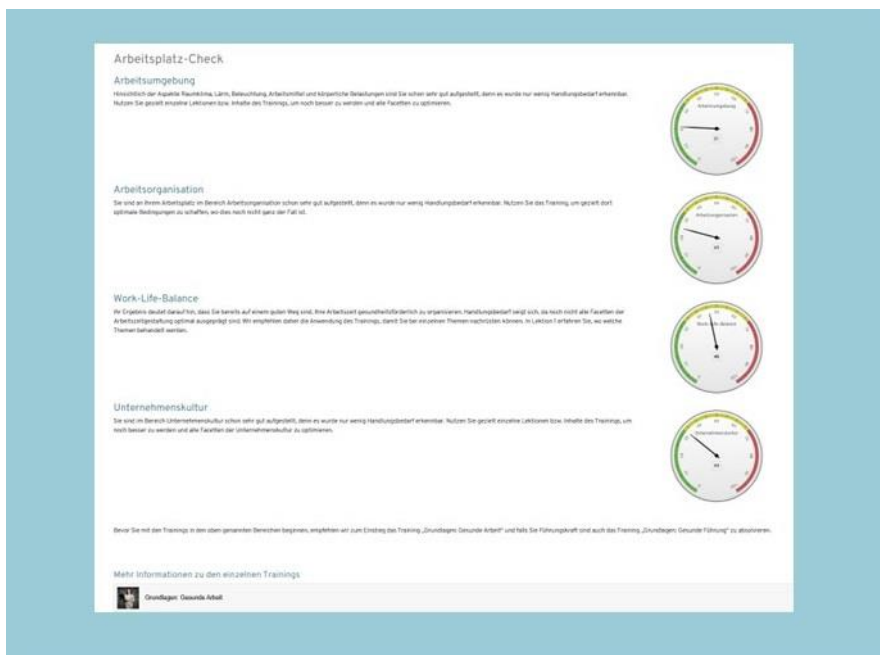 Arbeitsplatz-Check
Arbeitsumgebung
Hinsichtlich der Aspekte Raumklima, Lärm, Beleuchtung, Arbeitsmittel und körperliche Belastungen sind Sie schon sehr gut aufgestellt, denn es wurde nur wenig Handlungsbedarf erkennbar.
Nutzen Sie gezielt einzelne Lektionen bzw. Inhalte des Trainings, um noch besser zu werden und alle Facetten zu optimieren.
Arbeitsumgebung
Arbeitsorganisation
Sie sind an Ihrem Arbeitsplatz im Bereich Arbeitsorganisation schon sehr gut aufgestellt, denn es wurde nur wenig Handlungsbedarf erkennbar. Nutzen Sie das Training, um gezielt dort
optimale Bedingungen zu schaffen, wo dies noch nicht ganz der Fall ist.
Arbeitsorganisation
Work-Life-Balance
Ihr Ergebnis deutet darauf hin, dass Sie bereits auf einem guten Weg sind, Ihre Arbeitszeit gesundheitsförderlich zu organisieren. Handlungsbedarf zeigt sich, da noch nicht alle Facetten der
Arbeitszeitgestaltung optimal ausgeprägt sind. Wir empfehlen daher die Anwendung des Trainings, damit Sie bei einzelnen Themen nachrüsten können. In Lektion 1 erfahren Sie, wo welche
Themen behandelt werden.
Work-Life-Balance
Unternehmenskultur
Sie sind im Bereich Unternehmenskultur schon sehr gut aufgestellt, denn es wurde nur wenig Handlungsbedarf erkennbar. Nutzen Sie gezielt einzelne Lektionen bzw. Inhalte des Trainings, um
noch besser zu werden und alle Facetten der Unternehmenskultur zu optimieren.
Unternehmenskultur
Bevor Sie mit den Trainings in den oben genannten Bereichen beginnen, empfehlen wir zum Einstieg das Training „Grundlagen: Gesunde Arbeit" und falls Sie Führungskraft sind auch das Training „Grundlagen: Gesunde Führung" zu absolvieren.
Mehr Informationen zu den einzelnen Trainings
Grundlagen: Gesunde Arbeit